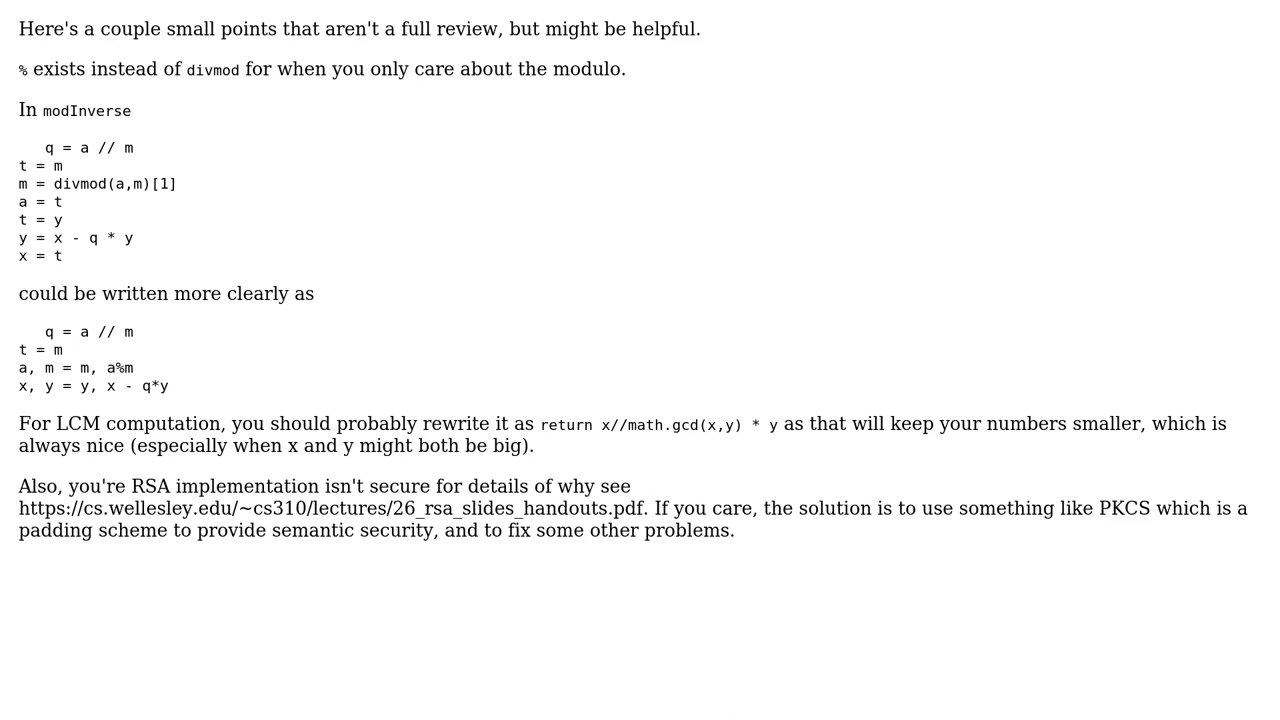 Here's a couple small points that aren't a full review, but might be helpful.
% exists instead of divmod for when you only care about the modulo.
In modInverse
   q = a // m
t = m
m = divmod(a,m)[1]
a = t
t = y
y = x - q * y
x = t
could be written more clearly as
   q = a // m
t = m
a, m = m, a%m
x, y = y, x - q*y
For LCM computation, you should probably rewrite it as return x//math.gcd(x,y) * y as that will keep your numbers smaller, which is
always nice (especially when x and y might both be big).
Also, you're RSA implementation isn't secure for details of why see
https://cs.wellesley.edu/~cs310/lectures/26_rsa_slides_handouts.pdf. If you care, the solution is to use something like PKCS which is a
padding scheme to provide semantic security, and to fix some other problems.